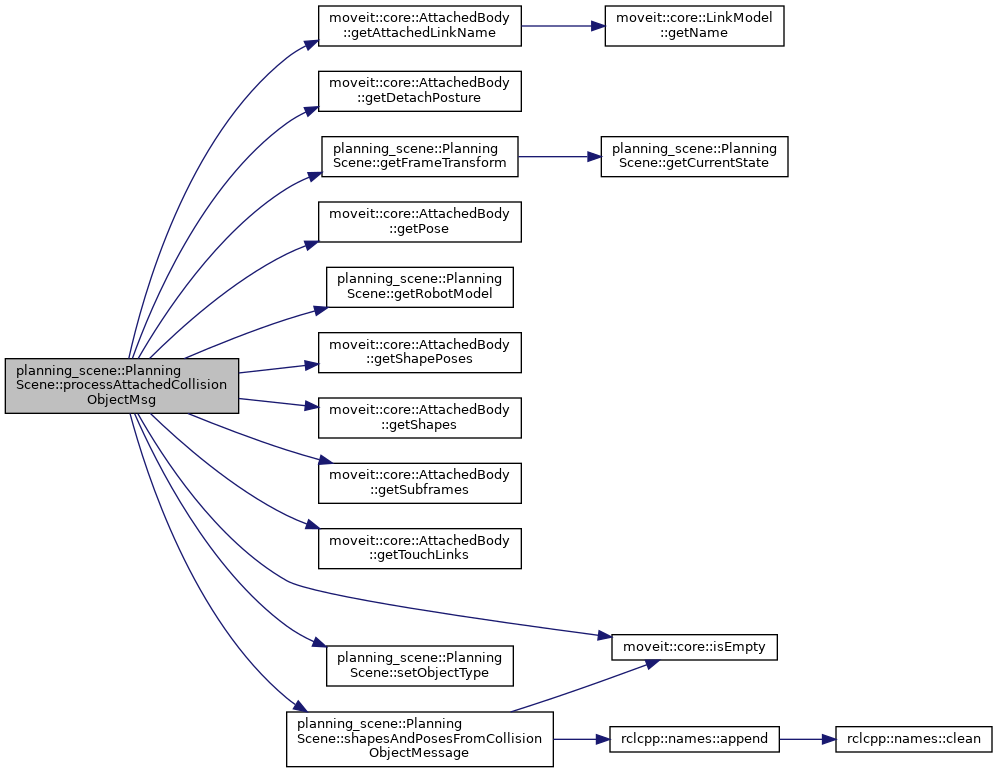 moveit::core::AttachedBody
::getAttachedLinkName
moveit::core::LinkModel
::getName
moveit::core::AttachedBody
::getDetachPosture
planning_scene::Planning
Scene::getFrameTransform
planning_scene::Planning
Scene::getCurrentState
moveit::core::AttachedBody
::getPose
planning_scene::Planning
Scene::getRobotModel
moveit::core::AttachedBody
::getShapePoses
planning_scene::Planning
Scene::processAttachedCollision
ObjectMsg
moveit::core::AttachedBody
::getShapes
moveit::core::AttachedBody
::getSubframes
moveit::core::AttachedBody
::getTouchLinks
moveit::core::isEmpty
planning_scene::Planning
Scene::setObjectType
planning_scene::Planning
Scene::shapesAndPosesFromCollision
ObjectMessage
rclcpp::names::append
rclcpp::names::clean